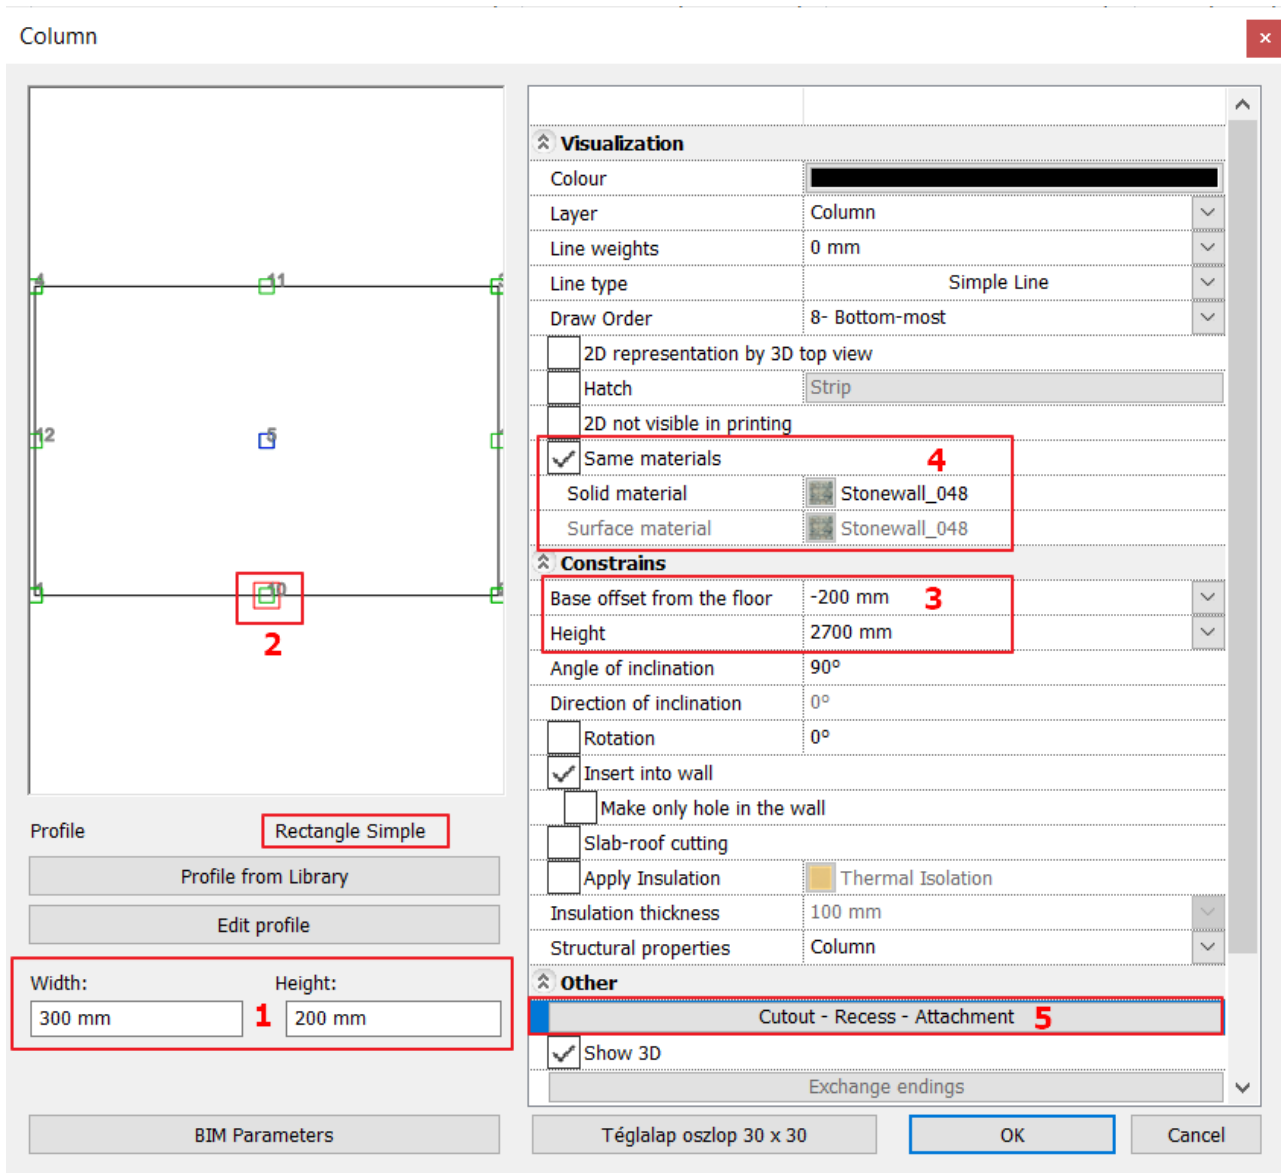 Column
Visualization
Colour
Layer Column
Line weights 0 mm
Line type Simple Line
Draw Order 8- Bottom-most
2D representation by 3D top view
Hatch Strip
2D not visible in printing
Same materials 4
Solid material Stonewall_048
Surface material Stonewall_048
Constrains
Base offset from the floor -200 mm 3
Height 2700 mm
Angle of inclination 90°
Direction of inclination 0°
Rotation 0°
Insert into wall
Make only hole in the wall
Slab-roof cutting
Apply Insulation Thermal Isolation
Insulation thickness 100 mm
Structural properties Column
Other
Cutout - Recess - Attachment 5
Show 3D
Exchange endings
4 11
12 5
10
2
Profile Rectangle Simple
Profile from Library
Edit profile
Width: Height:
300 mm 1 200 mm
BIM Parameters
Téglalap oszlop 30 x 30
OK
Cancel